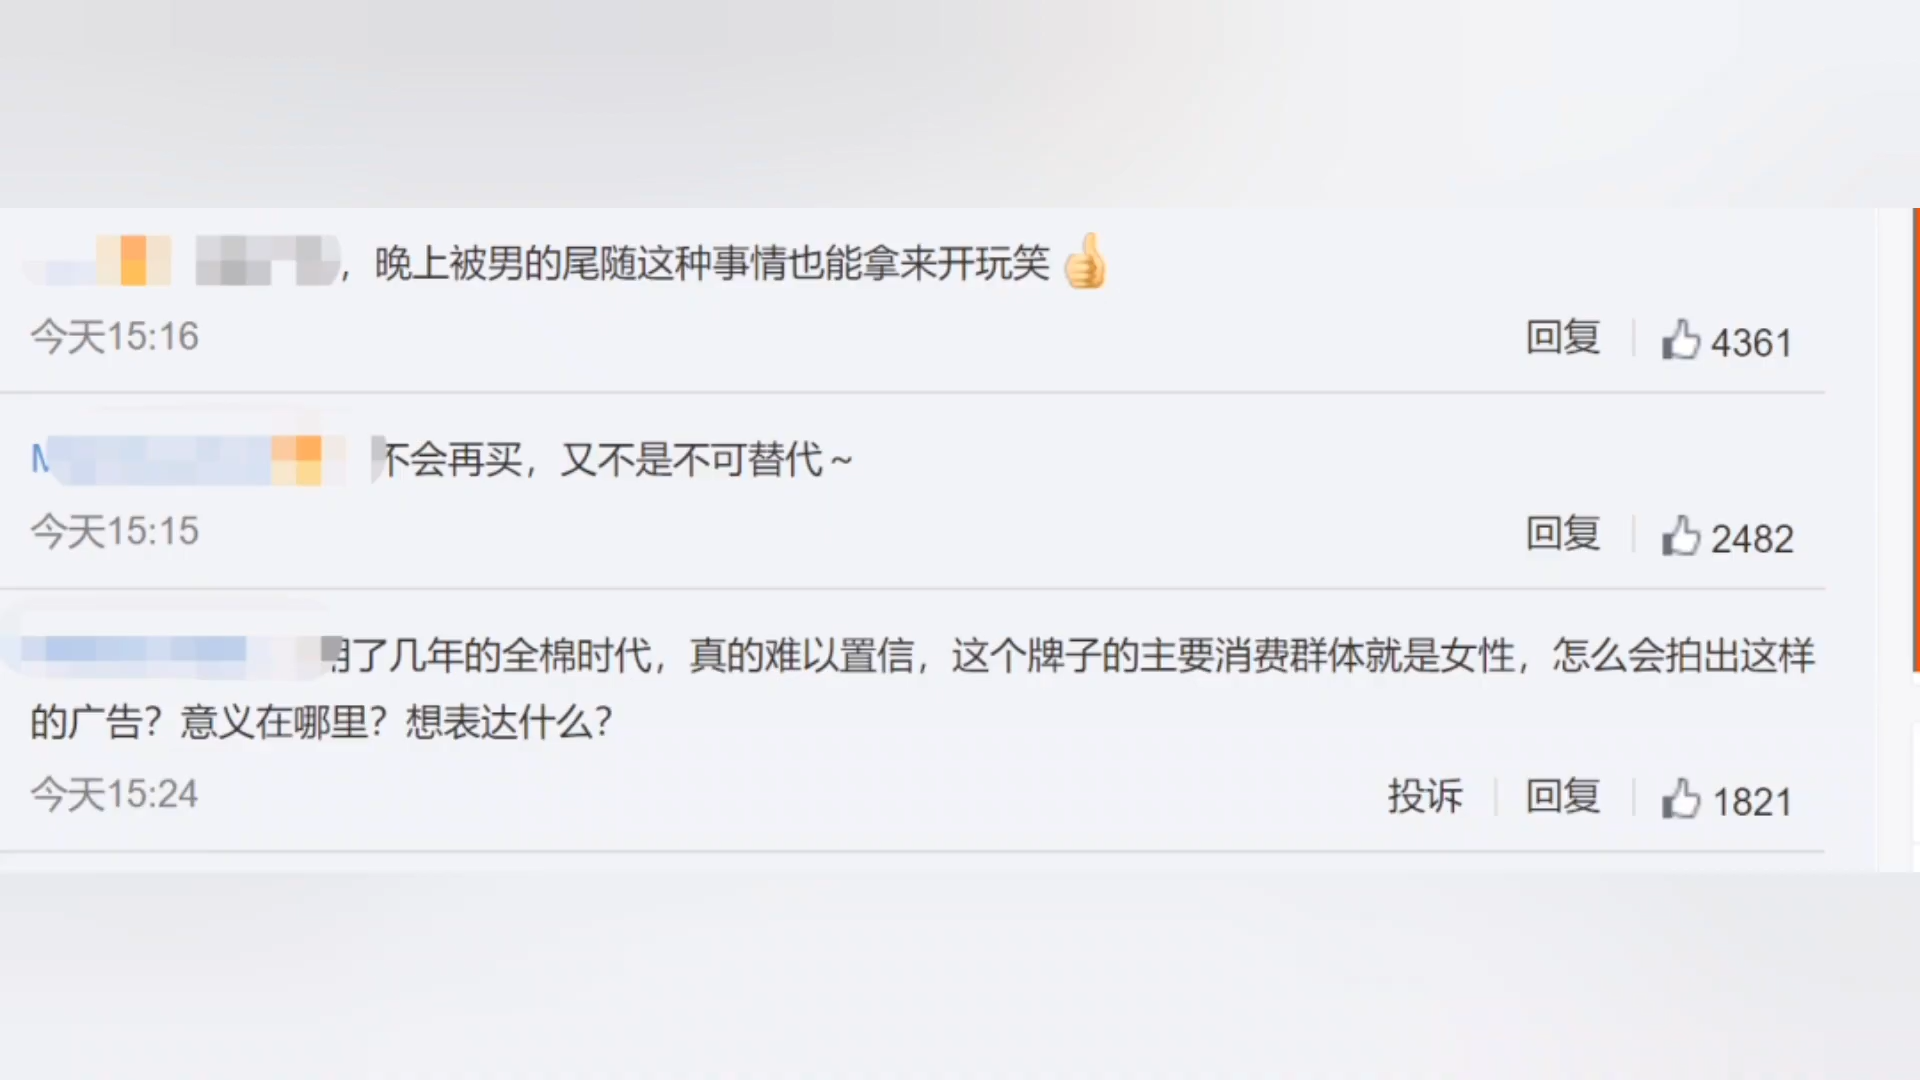 ，晚上被男的尾随这种事情也能拿来开玩笑👍
今天15:16
回复 4361
不会再买，又不是不可替代~
今天15:15
回复 2482
了几年的全棉时代，真的难以置信，这个牌子的主要消费群体就是女性，怎么会拍出这样
的广告？意义在哪里？想表达什么？
今天15:24
投诉 回复 1821